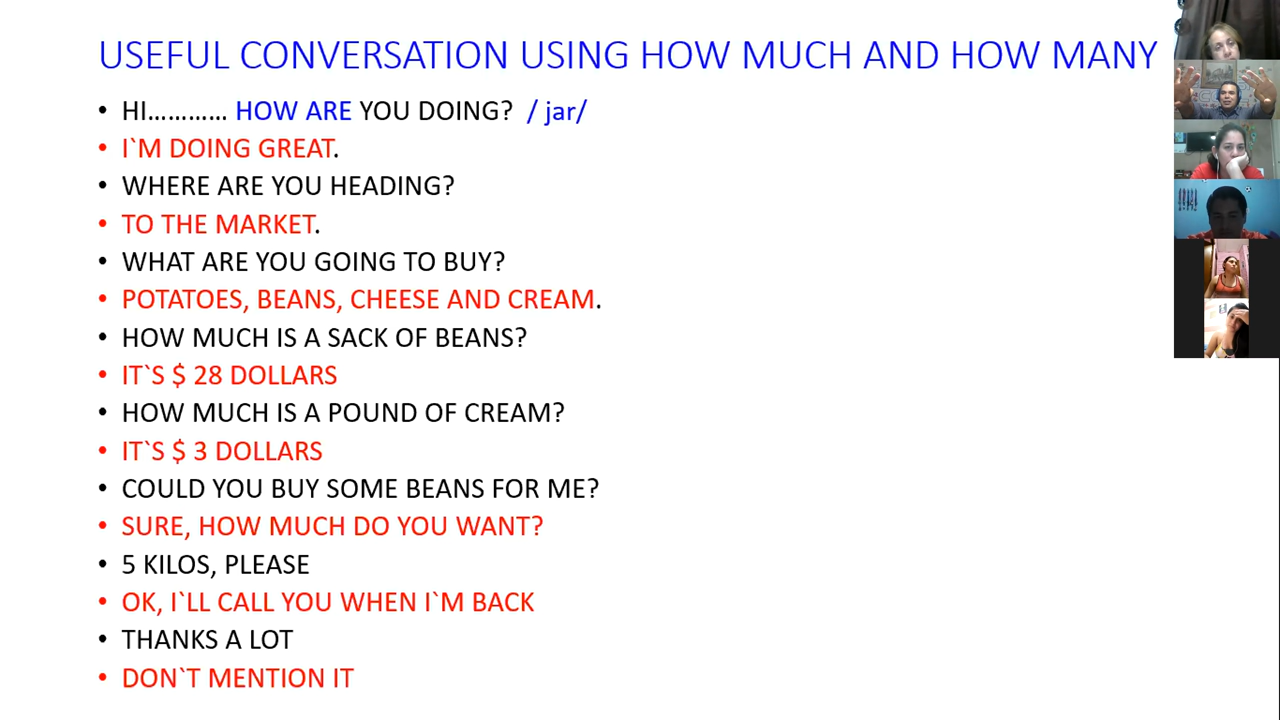 USEFUL CONVERSATION USING HOW MUCH AND HOW MANY
• HI………… HOW ARE YOU DOING? / jar/
• I`M DOING GREAT.
• WHERE ARE YOU HEADING?
• TO THE MARKET.
• WHAT ARE YOU GOING TO BUY?
• POTATOES, BEANS, CHEESE AND CREAM.
• HOW MUCH IS A SACK OF BEANS?
• IT`S $ 28 DOLLARS
• HOW MUCH IS A POUND OF CREAM?
• IT`S $ 3 DOLLARS
• COULD YOU BUY SOME BEANS FOR ME?
• SURE, HOW MUCH DO YOU WANT?
• 5 KILOS, PLEASE
• OK, I`LL CALL YOU WHEN I`M BACK
• THANKS A LOT
• DON`T MENTION IT